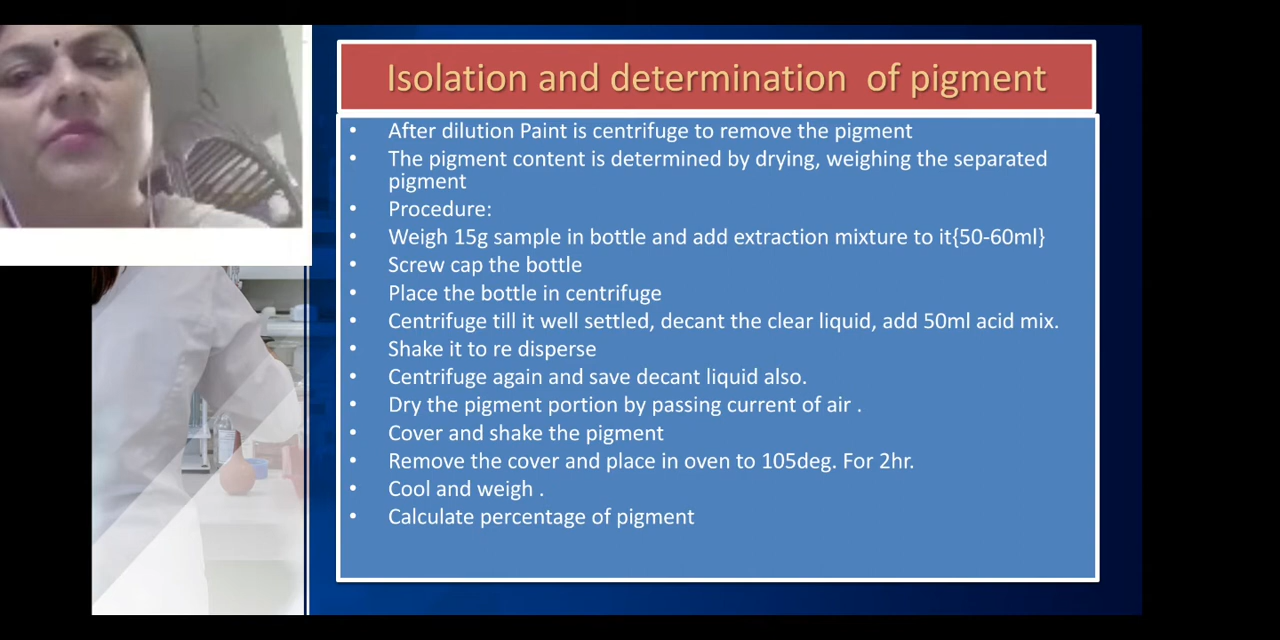 Isolation and determination of pigment
• After dilution Paint is centrifuge to remove the pigment
• The pigment content is determined by drying, weighing the separated
pigment
• Procedure:
• Weigh 15g sample in bottle and add extraction mixture to it{50-60ml}
• Screw cap the bottle
• Place the bottle in centrifuge
• Centrifuge till it well settled, decant the clear liquid, add 50ml acid mix.
• Shake it to re disperse
• Centrifuge again and save decant liquid also.
• Dry the pigment portion by passing current of air .
• Cover and shake the pigment
• Remove the cover and place in oven to 105deg. For 2hr.
• Cool and weigh .
• Calculate percentage of pigment